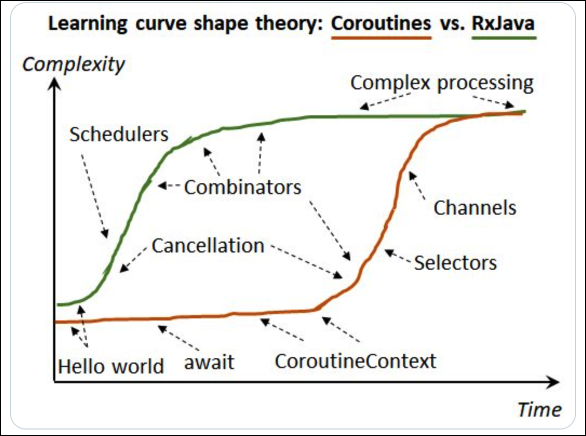 Learning curve shape theory: Coroutines vs. RxJava
Complexity
Complex processing
Schedulers
Combinators
Channels
Cancellation
Selectors
Hello world
await
CoroutineContext
Time